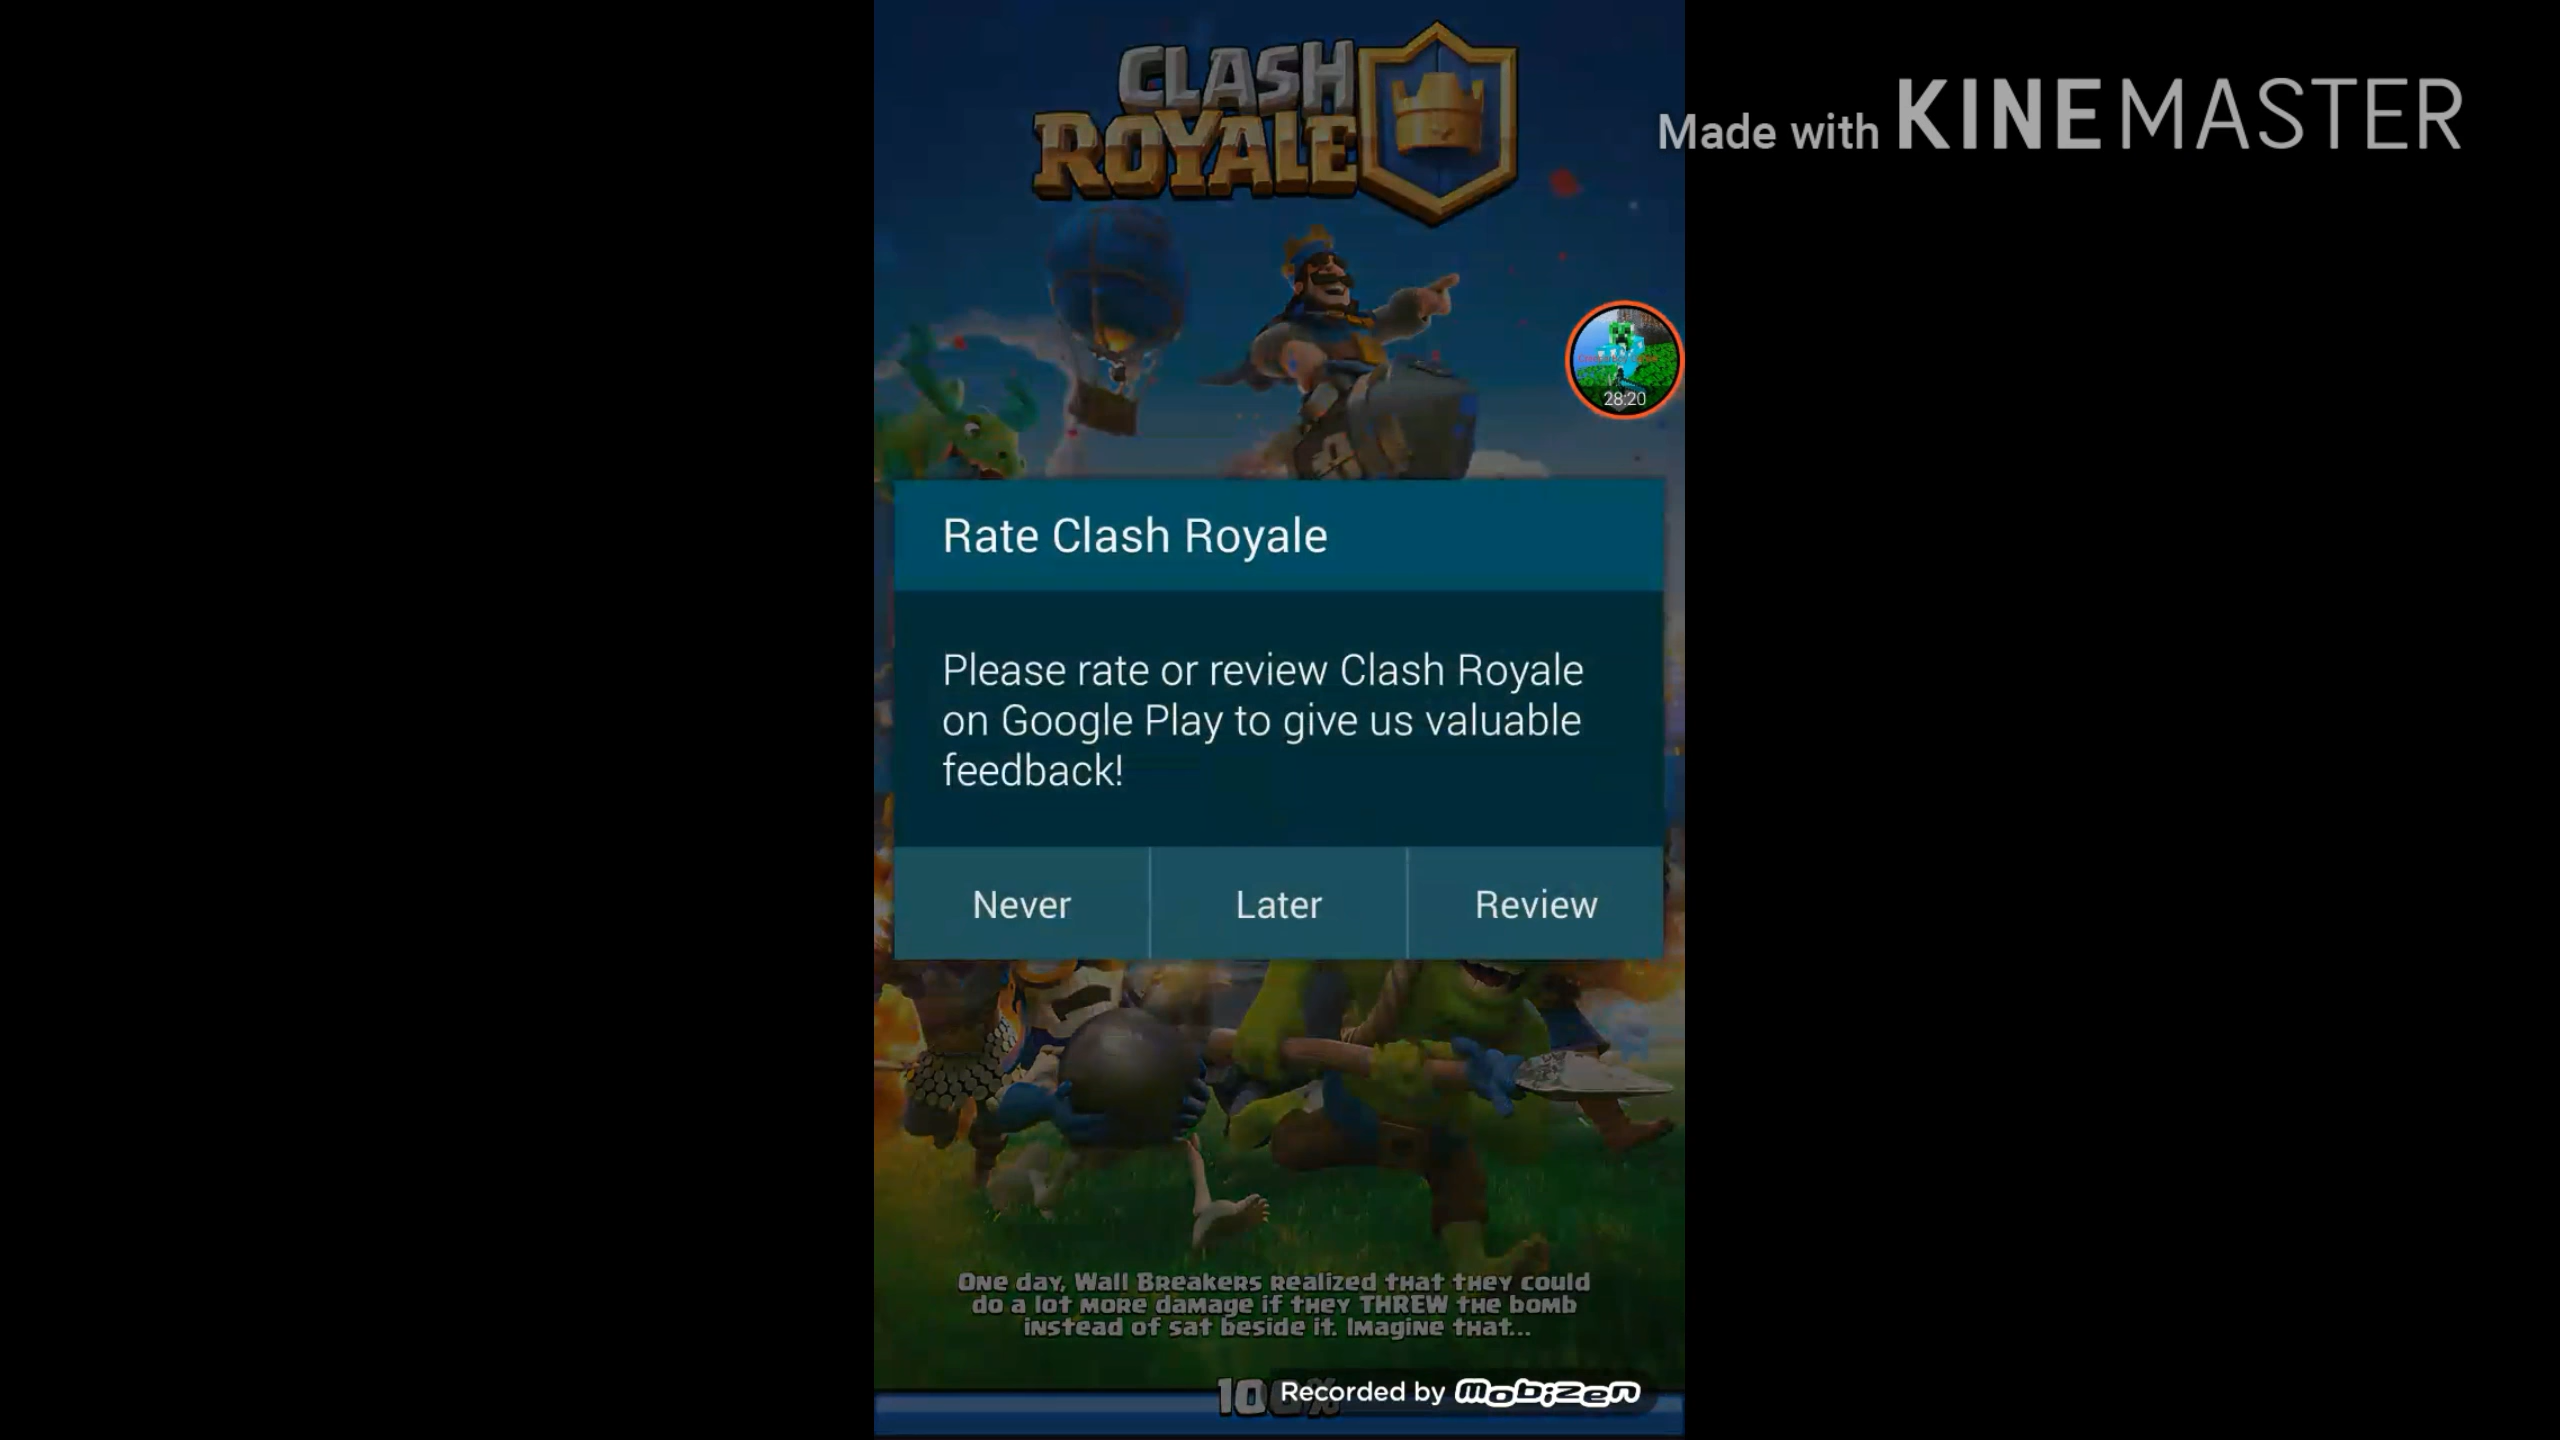 CLASH
ROYALE
Made with KINEMASTER
28:20
Rate Clash Royale
Please rate or review Clash Royale
on Google Play to give us valuable
feedback!
Never
Later
Review
One day, Wall Breakers realized that they could
do a lot more damage if they THREW the bomb
instead of sat beside it. Imagine that...
100%
Recorded by mobizen